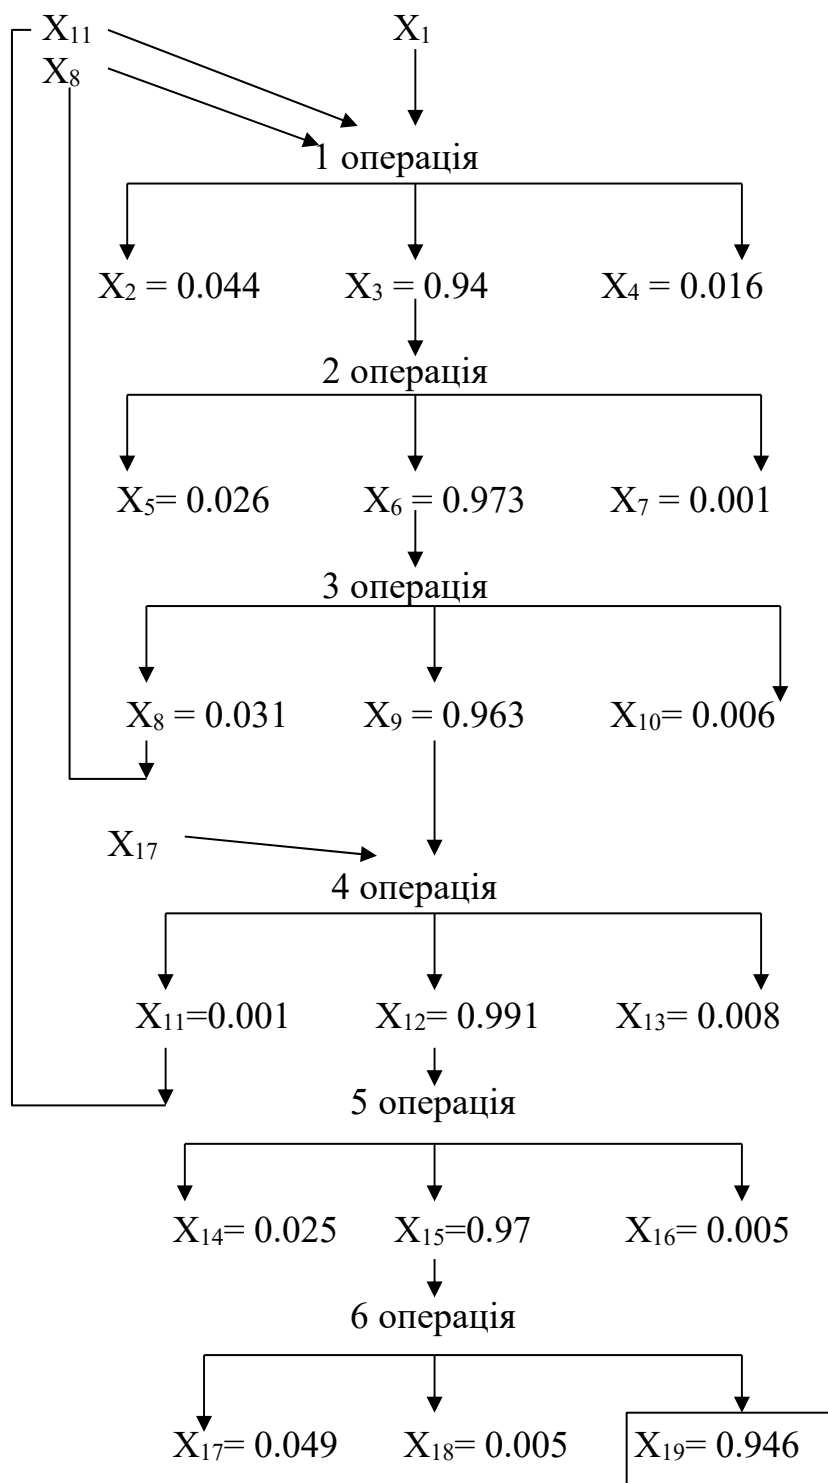 X₁₁ X₁
X₈
1 операція
X₂ = 0.044 X₃ = 0.94 X₄ = 0.016
2 операція
X₅= 0.026 X₆ = 0.973 X₇ = 0.001
3 операція
X₈ = 0.031 X₉ = 0.963 X₁₀= 0.006
X₁₇
4 операція
X₁₁=0.001 X₁₂= 0.991 X₁₃= 0.008
5 операція
X₁₄= 0.025 X₁₅=0.97 X₁₆= 0.005
6 операція
X₁₇= 0.049 X₁₈= 0.005 X₁₉= 0.946